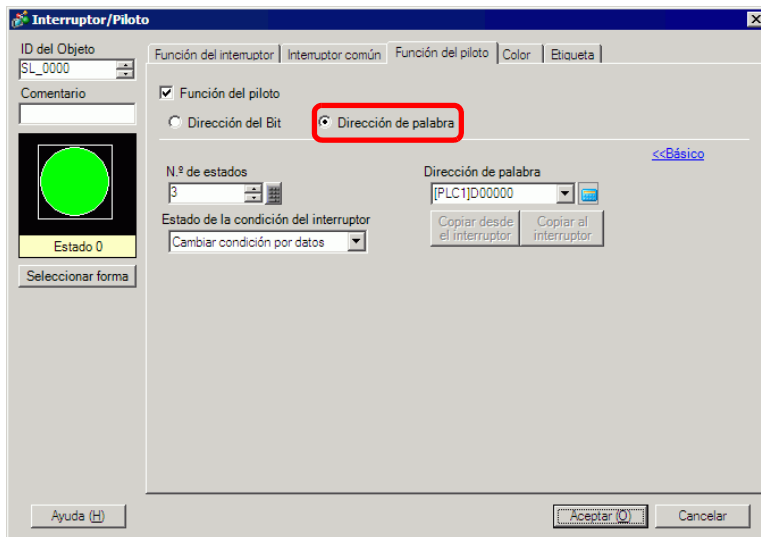 Interruptor/Piloto
ID del Objeto
SL_0000
Comentario
Estado 0
Seleccionar forma
Función del interruptor
Interruptor común
Función del piloto
Color
Etiqueta
Función del piloto
Dirección del Bit
Dirección de palabra
<<Básico
N.º de estados
3
Dirección de palabra
[PLC1]D00000
Estado de la condición del interruptor
Cambiar condición por datos
Copiar desde
el interruptor
Copiar al
interruptor
Ayuda (H)
Aceptar (O)
Cancelar